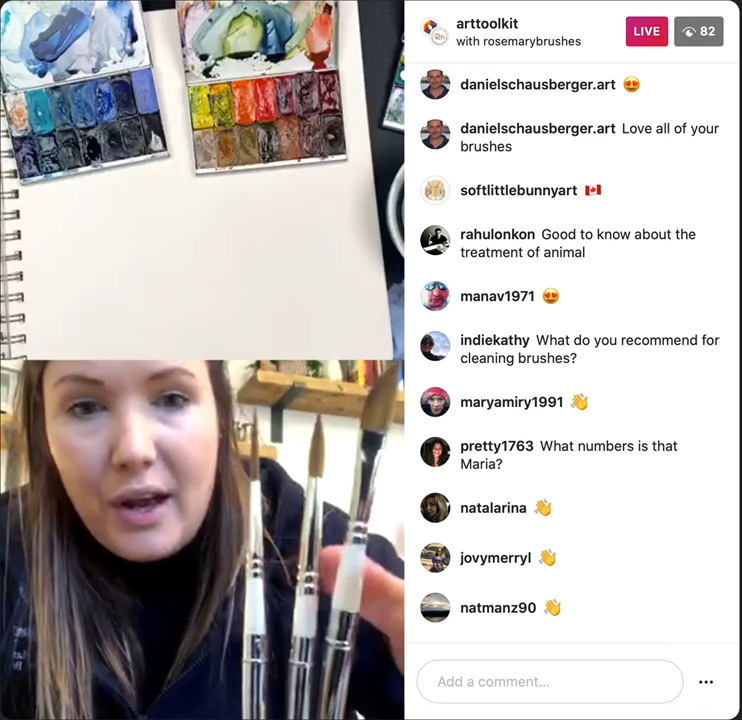 arttoolkit
with rosemarybrushes
LIVE
82
danielschausberger.art 😍
danielschausberger.art Love all of your
brushes
softlittlebunnyart 🇨🇦
rahulonkon Good to know about the
treatment of animal
manav1971 😍
indiekathy What do you recommend for
cleaning brushes?
maryamiry1991 👋
pretty1763 What numbers is that
Maria?
natalarina 👋
jovymerryl 👋
natmanz90 👋
Add a comment...